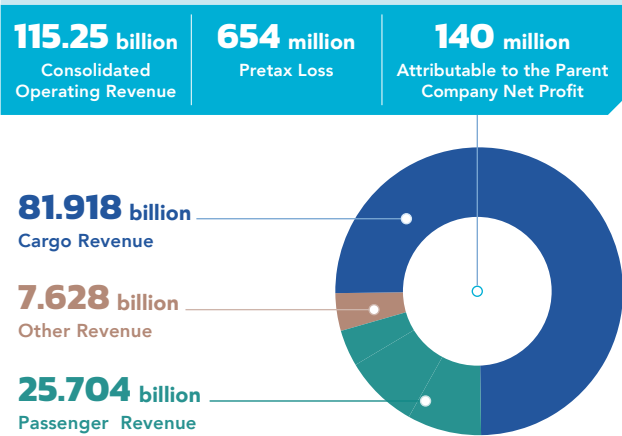 115.25 billion
Consolidated
Operating Revenue
654 million
Pretax Loss
140 million
Attributable to the Parent
Company Net Profit
81.918 billion
Cargo Revenue
7.628 billion
Other Revenue
25.704 billion
Passenger Revenue